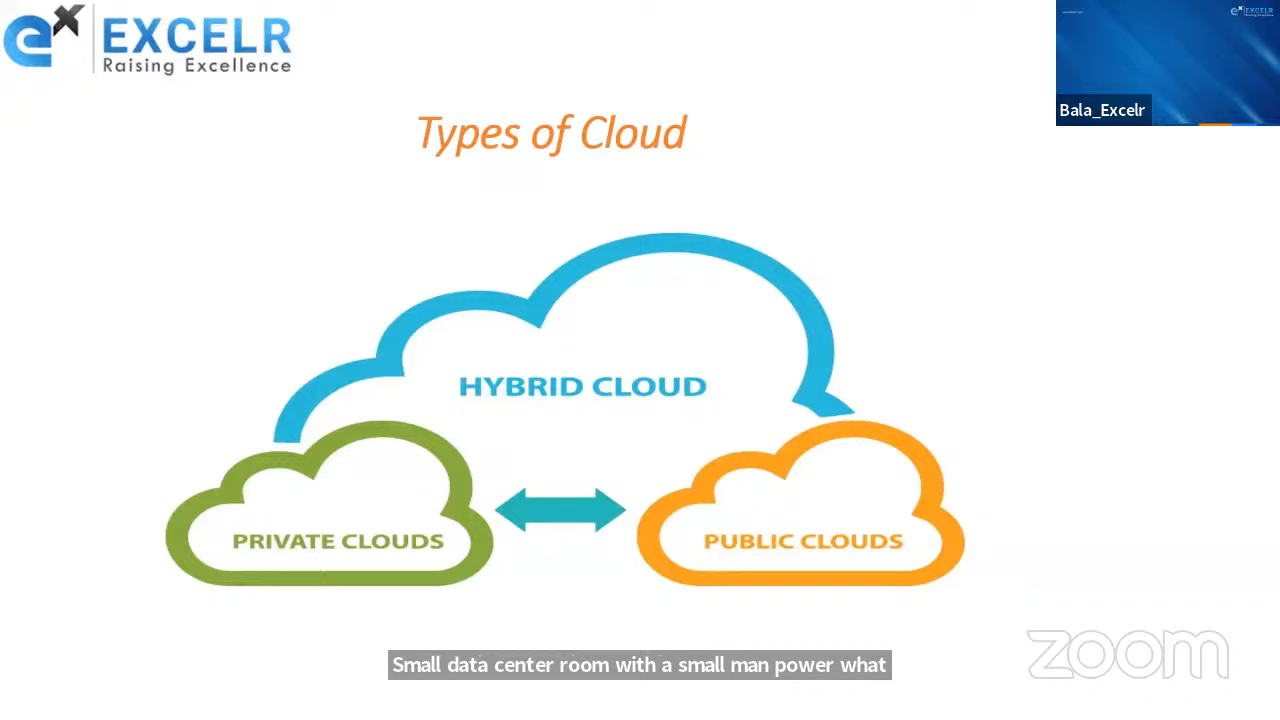 EXCELR
Raising Excellence
EXCELR
Bala_Excelr
Types of Cloud
HYBRID CLOUD
PRIVATE CLOUDS
PUBLIC CLOUDS
Small data center room with a small man power what
zoom